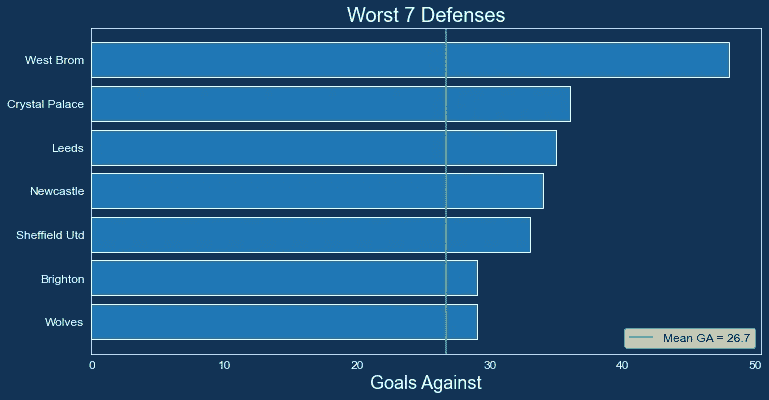 Worst 7 Defenses
West Brom
Crystal Palace
Leeds
Newcastle
Sheffield Utd
Brighton
Wolves
Mean GA = 26.7
0 10 20 30 40 50
Goals Against